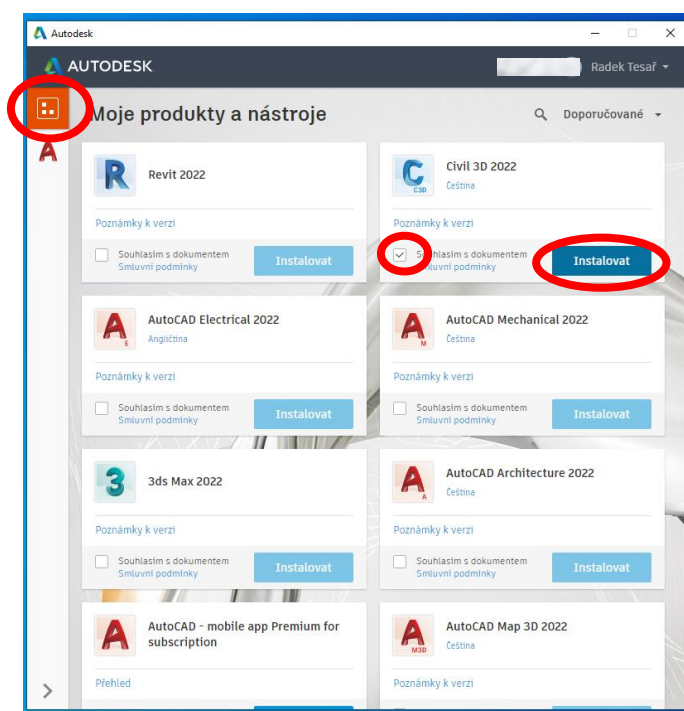 Autodesk
AUTODESK
Radek Tesař
Moje produkty a nástroje
Doporučované
Revit 2022
Poznámky k verzi
Souhlasím s dokumentem
Smluvní podmínky
Instalovat
Civil 3D 2022
Čeština
C3D
Poznámky k verzi
Souhlasím s dokumentem
Smluvní podmínky
Instalovat
AutoCAD Electrical 2022
Angličtina
E
Poznámky k verzi
Souhlasím s dokumentem
Smluvní podmínky
Instalovat
AutoCAD Mechanical 2022
Čeština
M
Poznámky k verzi
Souhlasím s dokumentem
Smluvní podmínky
Instalovat
3ds Max 2022
Poznámky k verzi
Souhlasím s dokumentem
Smluvní podmínky
Instalovat
AutoCAD Architecture 2022
Čeština
A
Poznámky k verzi
Souhlasím s dokumentem
Smluvní podmínky
Instalovat
AutoCAD - mobile app Premium for
subscription
Přehled
AutoCAD Map 3D 2022
Čeština
M3D
Poznámky k verzi